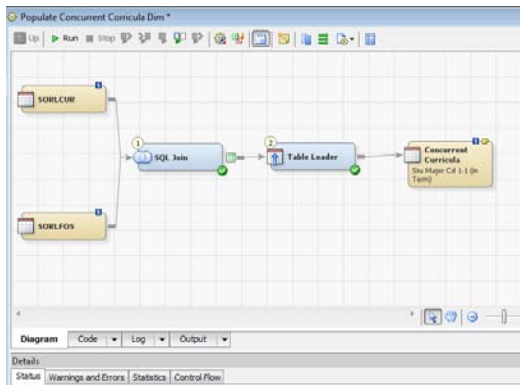 Populate Concurrent Curricula Dim *
Up Run Stop
SORLCUR
1
SQL Join
2
Table Loader
Concurrent
Curricula
Stu Major Cd 1:1 (in
Term)
SORLFOS
Diagram Code Log Output
Details
Status Warnings and Errors Statistics Control Flow